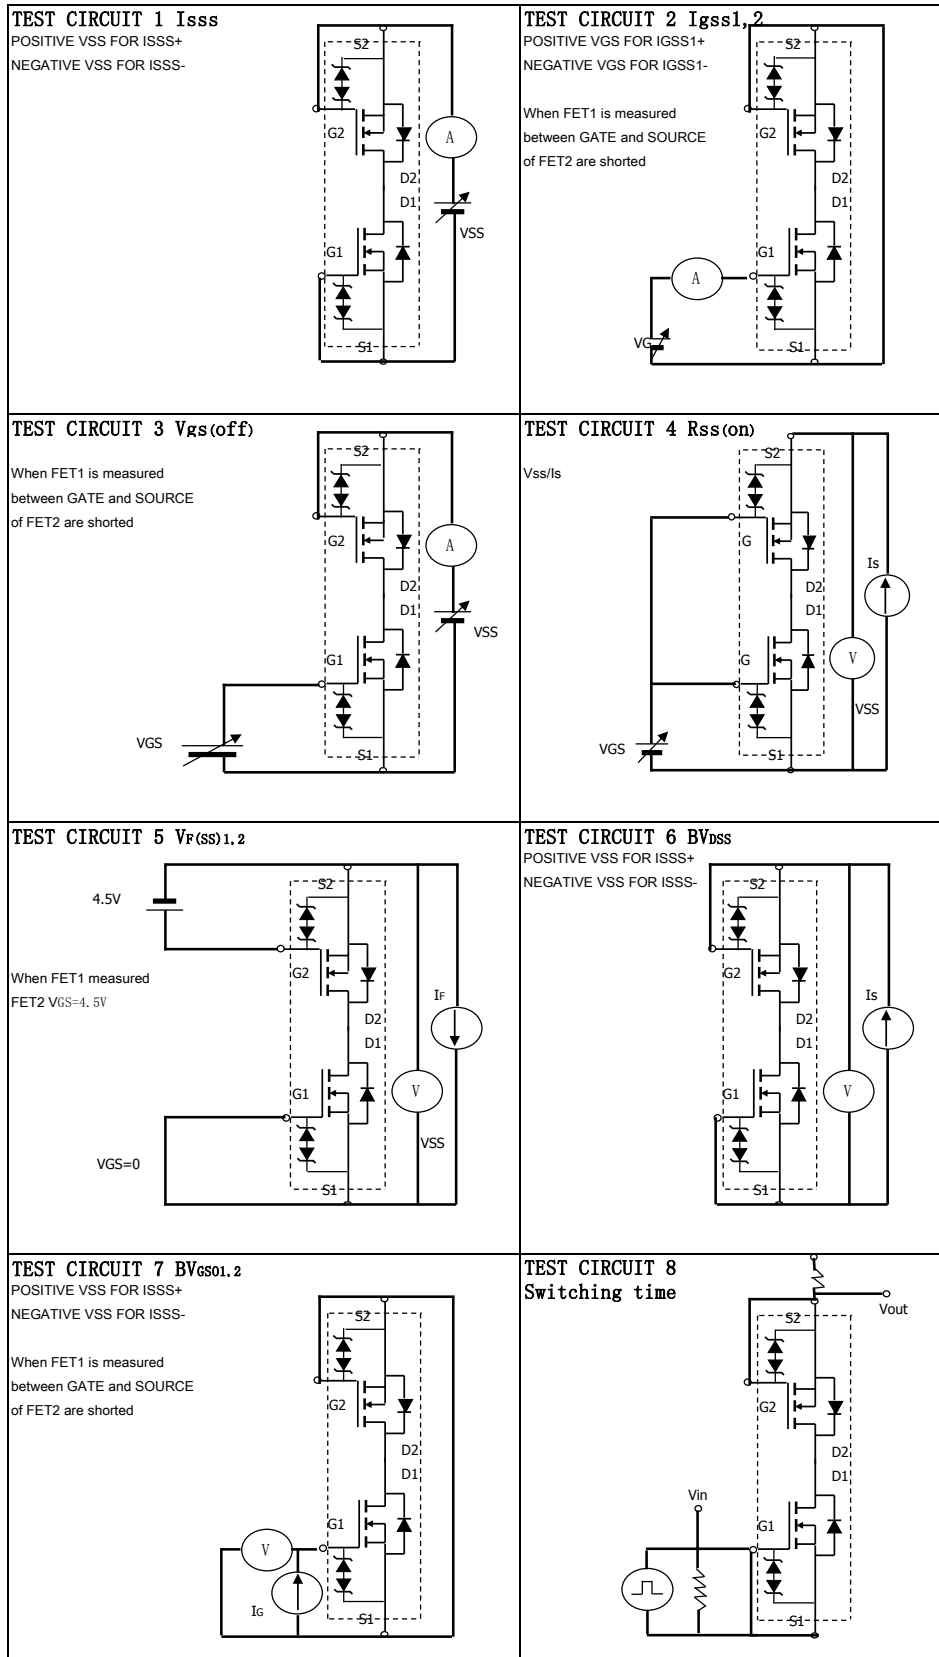 TEST CIRCUIT 1 Isss
POSITIVE VSS FOR ISSS+
NEGATIVE VSS FOR ISSS-
S2
G2
A
D2
D1
VSS
G1
S1
TEST CIRCUIT 2 Igss1,2
POSITIVE VGS FOR IGSS1+
NEGATIVE VGS FOR IGSS1-
When FET1 is measured
between GATE and SOURCE
of FET2 are shorted
S2
G2
D2
D1
G1
A
VG
S1
TEST CIRCUIT 3 Vgs(off)
When FET1 is measured
between GATE and SOURCE
of FET2 are shorted
S2
G2
A
D2
D1
VSS
G1
VGS
S1
TEST CIRCUIT 4 Rss(on)
Vss/Is
S2
G
Is
D2
D1
G
V
VSS
VGS
S1
TEST CIRCUIT 5 VF(SS)1,2
4.5V
When FET1 measured
FET2 VGS=4.5V
S2
G2
IF
D2
D1
G1
V
VSS
VGS=0
S1
TEST CIRCUIT 6 BVDSS
POSITIVE VSS FOR ISSS+
NEGATIVE VSS FOR ISSS-
S2
G2
Is
D2
D1
G1
V
S1
TEST CIRCUIT 7 BVGSO1,2
POSITIVE VSS FOR ISSS+
NEGATIVE VSS FOR ISSS-
When FET1 is measured
between GATE and SOURCE
of FET2 are shorted
S2
G2
D2
D1
G1
V
IG
S1
TEST CIRCUIT 8
Switching time
Vout
S2
G2
D2
D1
Vin
G1
S1